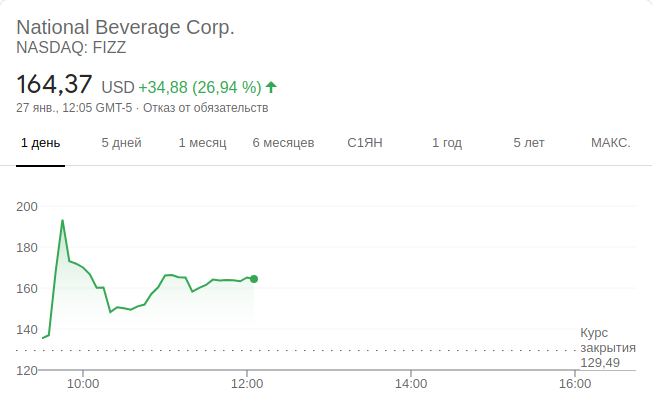 National Beverage Corp.
NASDAQ: FIZZ
164,37 USD +34,88 (26,94 %)
27 янв., 12:05 GMT-5 · Отказ от обязательств
1 день 5 дней 1 месяц 6 месяцев С1ЯН 1 год 5 лет МАКС.
200
180
160
140
Курс
закрытия
129,49
120
10:00 12:00 14:00 16:00